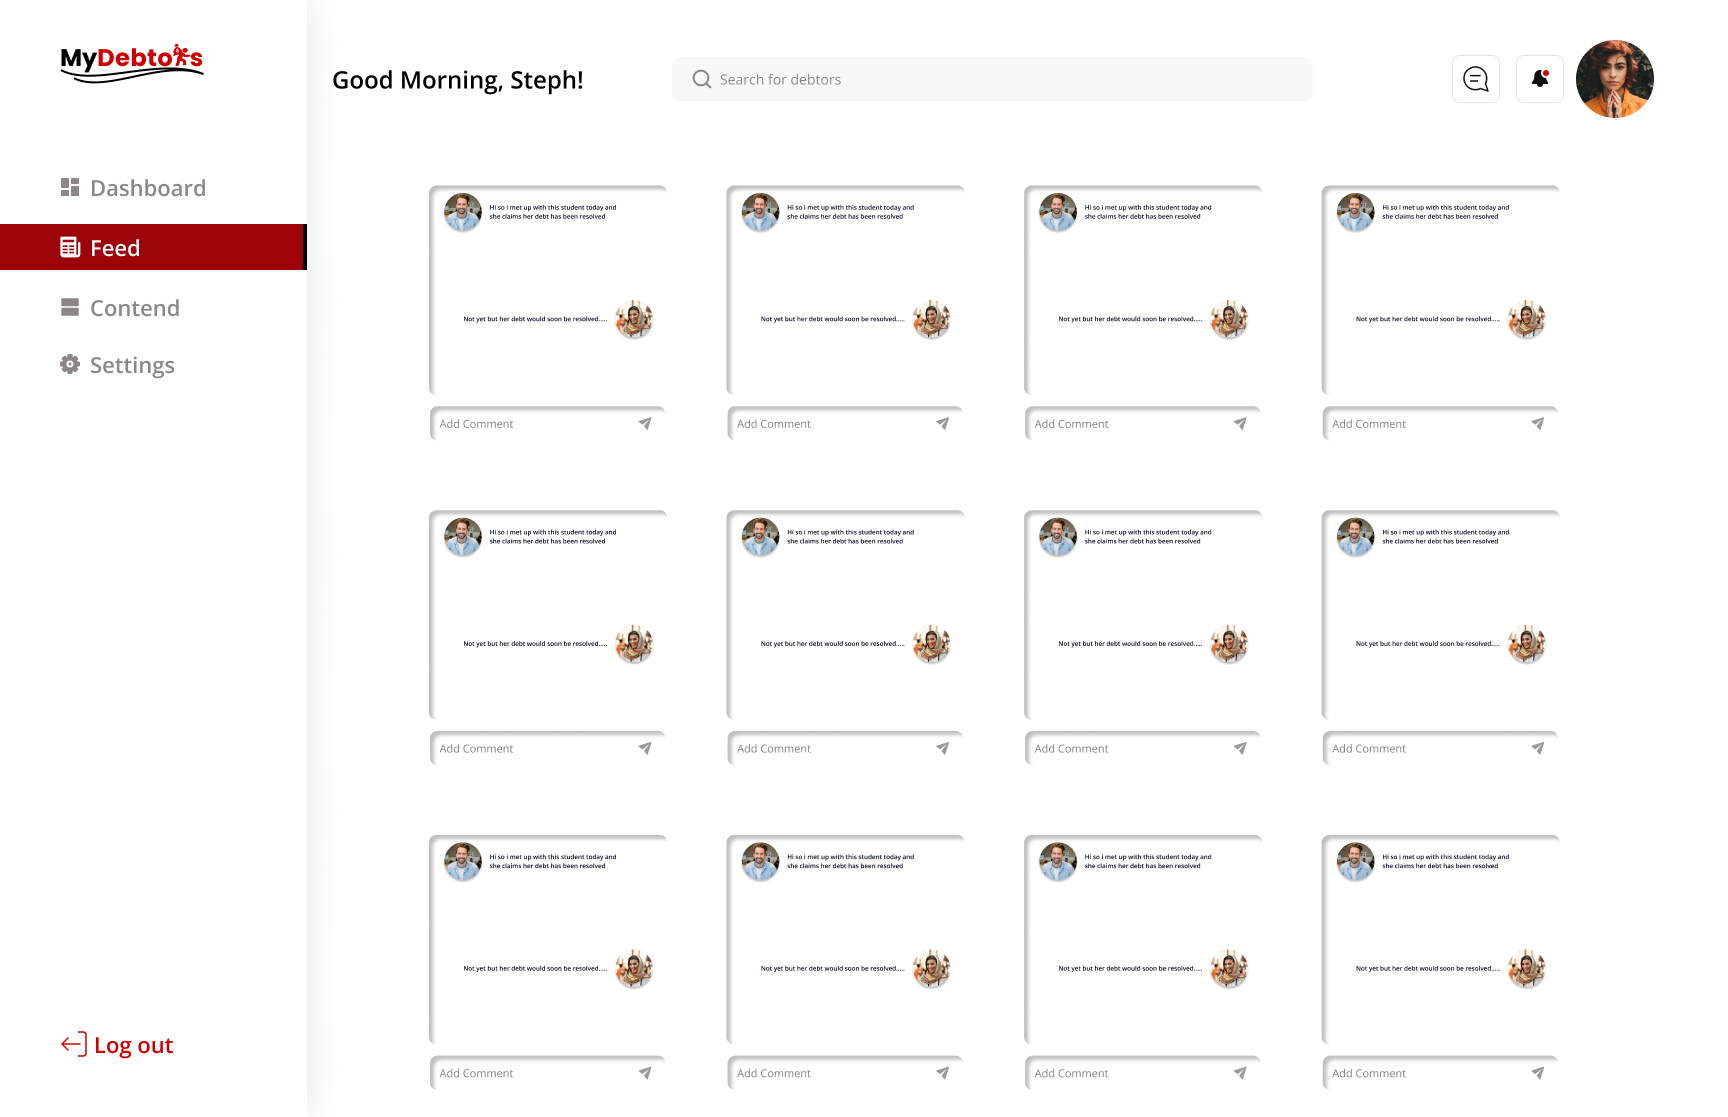 MyDebtors
Good Morning, Steph!
Search for debtors
Dashboard
Feed
Contend
Settings
Log out
Hi so i met up with this student today and
she claims her debt has been resolved
Not yet but her debt would soon be resolved.....
Add Comment
Hi so i met up with this student today and
she claims her debt has been resolved
Not yet but her debt would soon be resolved.....
Add Comment
Hi so i met up with this student today and
she claims her debt has been resolved
Not yet but her debt would soon be resolved.....
Add Comment
Hi so i met up with this student today and
she claims her debt has been resolved
Not yet but her debt would soon be resolved.....
Add Comment
Hi so i met up with this student today and
she claims her debt has been resolved
Not yet but her debt would soon be resolved.....
Add Comment
Hi so i met up with this student today and
she claims her debt has been resolved
Not yet but her debt would soon be resolved.....
Add Comment
Hi so i met up with this student today and
she claims her debt has been resolved
Not yet but her debt would soon be resolved.....
Add Comment
Hi so i met up with this student today and
she claims her debt has been resolved
Not yet but her debt would soon be resolved.....
Add Comment
Hi so i met up with this student today and
she claims her debt has been resolved
Not yet but her debt would soon be resolved.....
Add Comment
Hi so i met up with this student today and
she claims her debt has been resolved
Not yet but her debt would soon be resolved.....
Add Comment
Hi so i met up with this student today and
she claims her debt has been resolved
Not yet but her debt would soon be resolved.....
Add Comment
Hi so i met up with this student today and
she claims her debt has been resolved
Not yet but her debt would soon be resolved.....
Add Comment